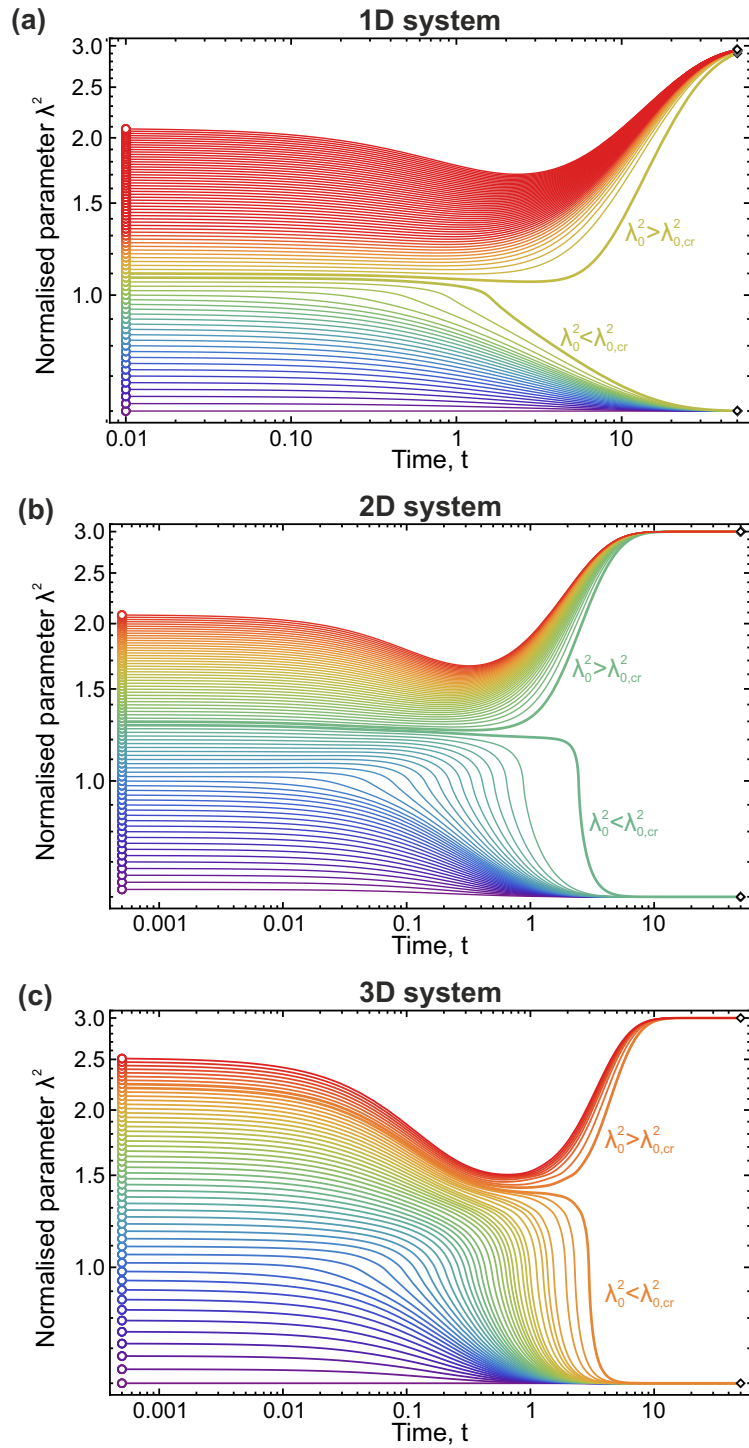 (a)
1D system
Normalised parameter λ²
3.0
2.5
2.0
1.5
1.0
λ₀²>λ₀,cr²
λ₀²<λ₀,cr²
0.01
0.10
1
10
Time, t
(b)
2D system
Normalised parameter λ²
3.0
2.5
2.0
1.5
1.0
λ₀²>λ₀,cr²
λ₀²<λ₀,cr²
0.001
0.01
0.1
1
10
Time, t
(c)
3D system
Normalised parameter λ²
3.0
2.5
2.0
1.5
1.0
λ₀²>λ₀,cr²
λ₀²<λ₀,cr²
0.001
0.01
0.1
1
10
Time, t